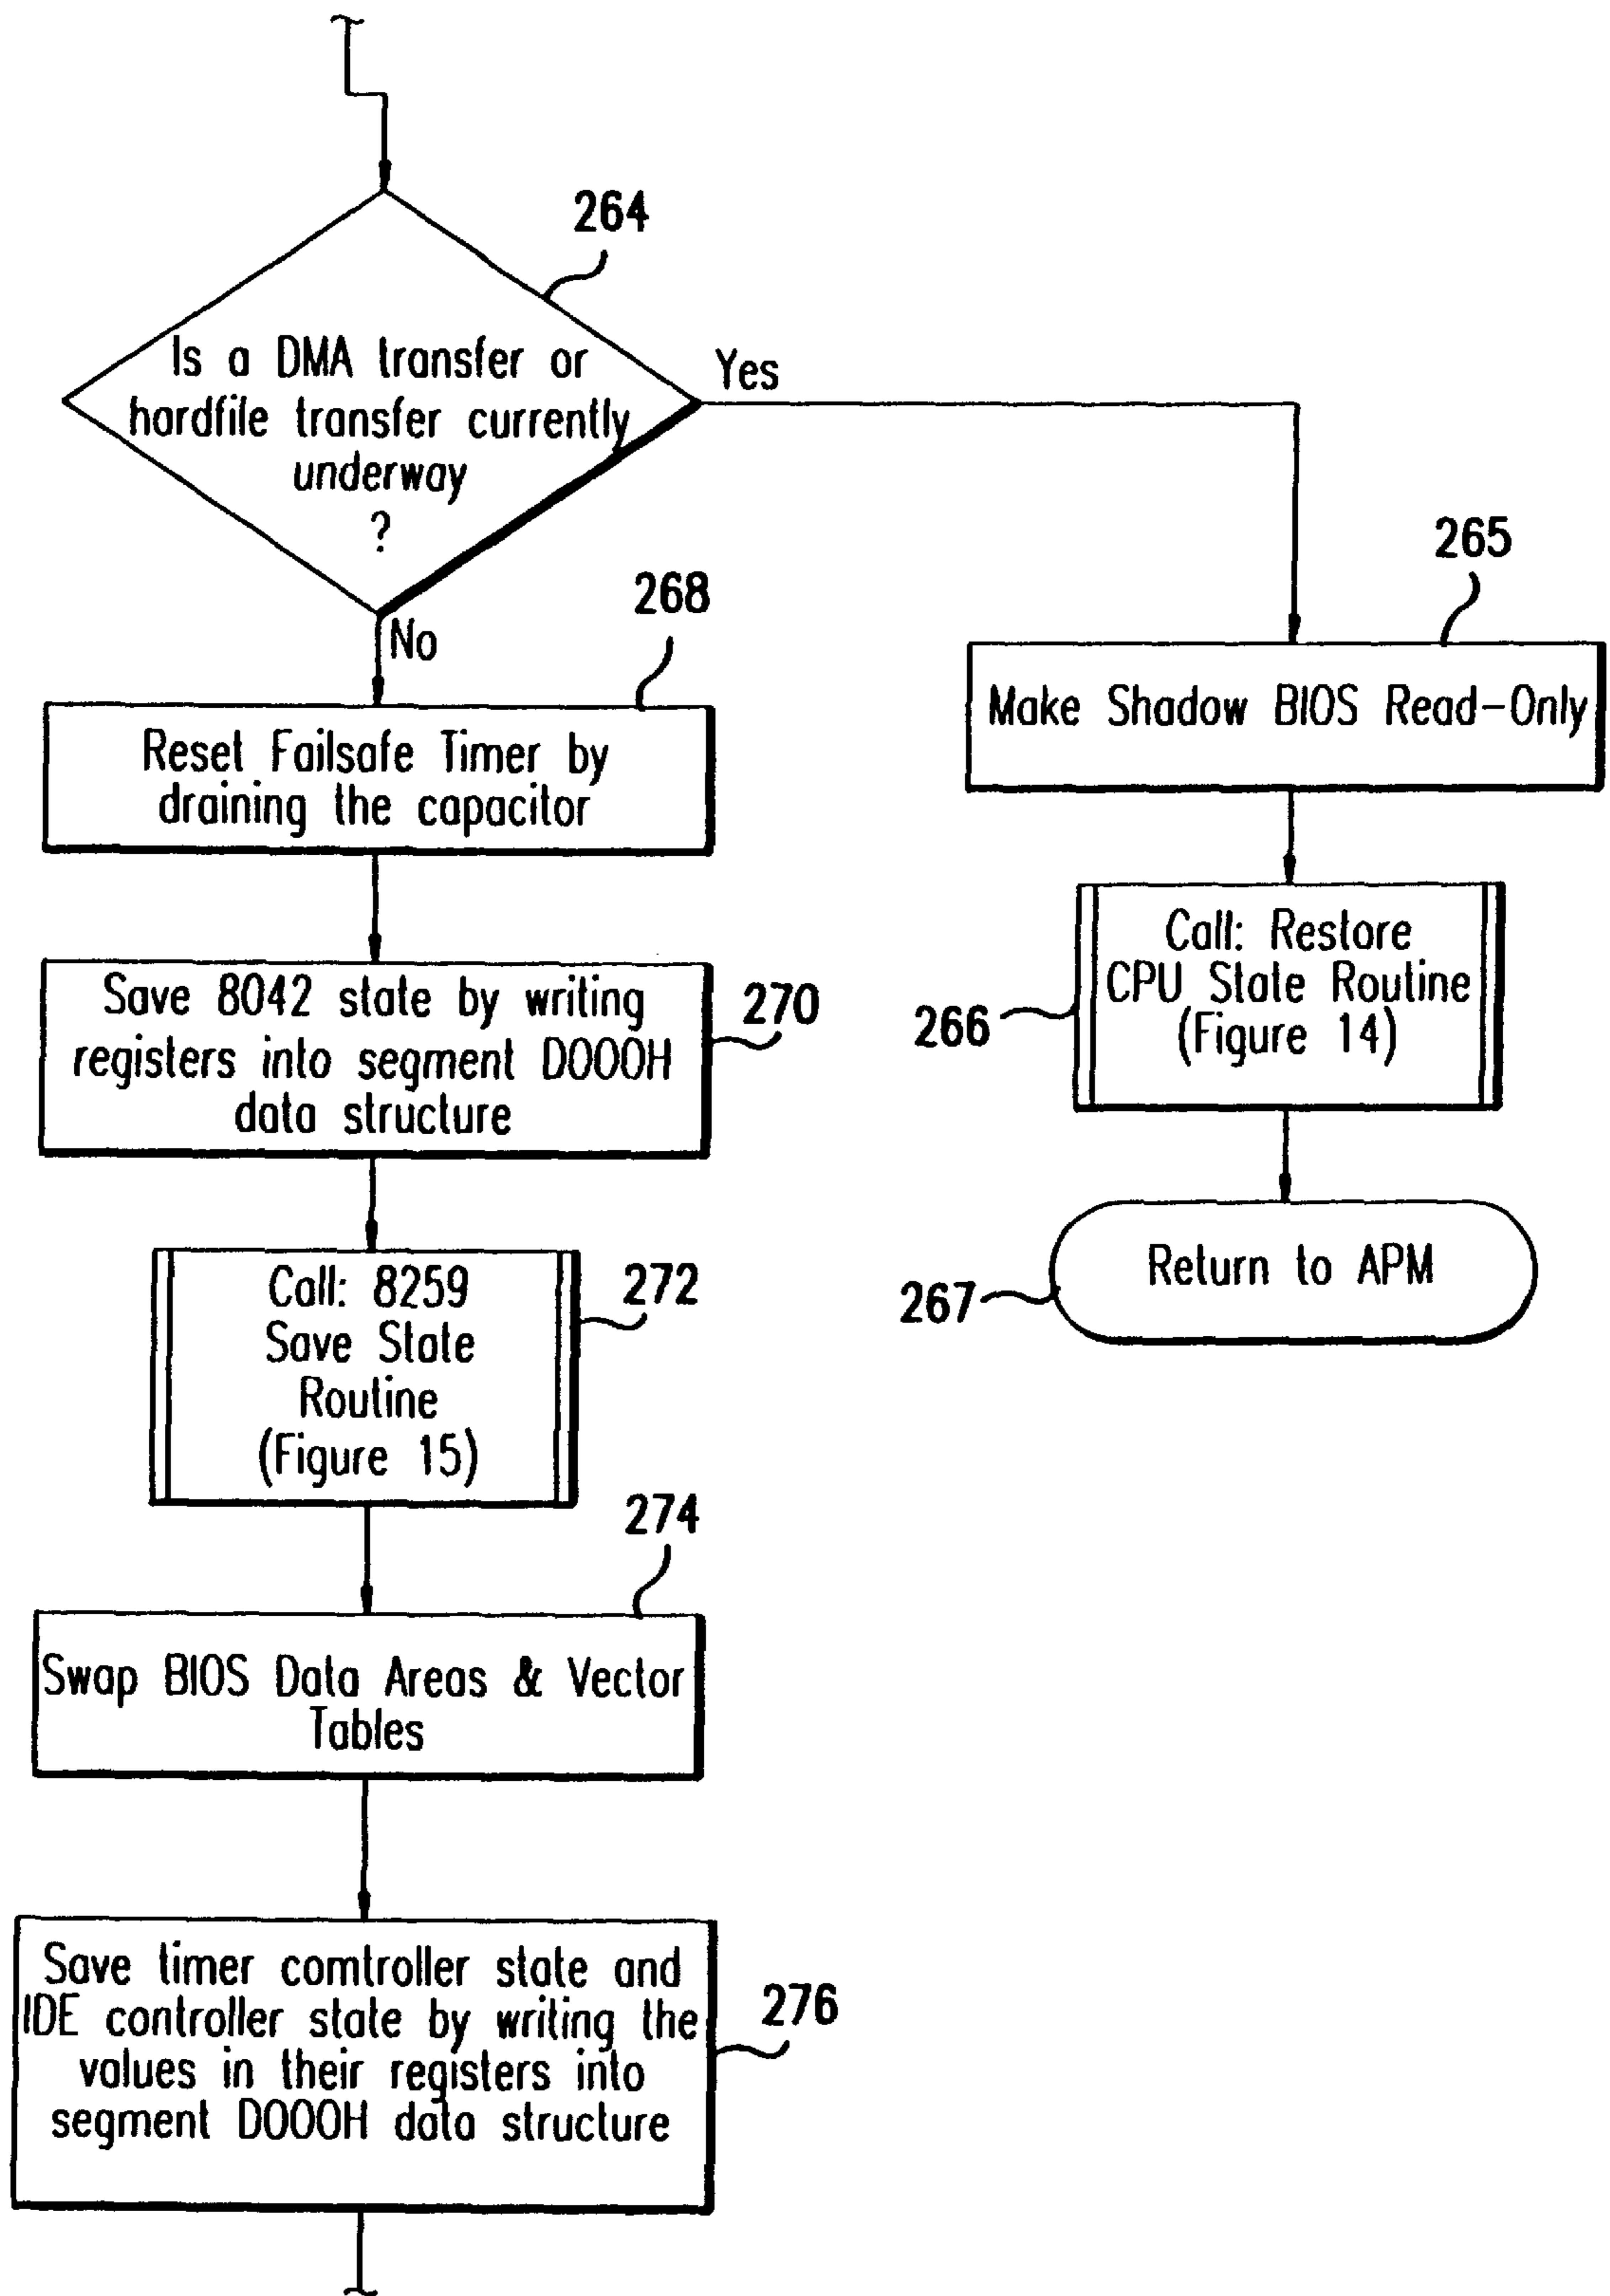 264
Is a DMA transfer or
hardfile transfer currently
underway
?
Yes
No
268
Reset Failsafe Timer by
draining the capacitor
270
Save 8042 state by writing
registers into segment D000H
data structure
272
Call: 8259
Save State
Routine
(Figure 15)
274
Swap BIOS Data Areas & Vector
Tables
276
Save timer comtroller state and
IDE controller state by writing the
values in their registers into
segment D000H data structure
265
Make Shadow BIOS Read-Only
266
Call: Restore
CPU State Routine
(Figure 14)
267
Return to APM